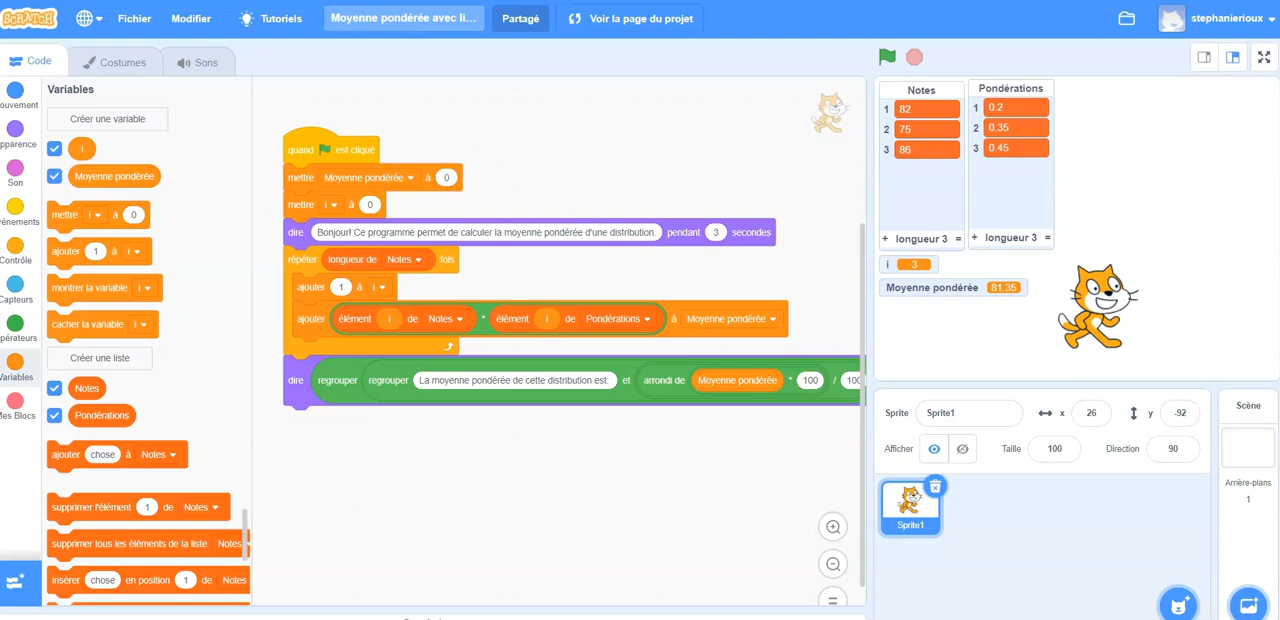 SCRATCH Fichier Modifier Tutoriels Moyenne pondérée avec li... Partagé Voir la page du projet stephanierioux
Code Costumes Sons
Variables
Créer une variable
i
Moyenne pondérée
mettre i à 0
ajouter 1 à i
montrer la variable i
cacher la variable i
Créer une liste
Notes
Pondérations
ajouter chose à Notes
supprimer l'élément 1 de Notes
supprimer tous les éléments de la liste Notes
insérer chose en position 1 de Notes
ouvement
pparence
Son
énements
Contrôle
Capteurs
pérateurs
Variables
Mes Blocs
quand est cliqué
mettre Moyenne pondérée à 0
mettre i à 0
dire Bonjour! Ce programme permet de calculer la moyenne pondérée d'une distribution. pendant 3 secondes
répéter longueur de Notes fois
ajouter 1 à i
ajouter élément i de Notes * élément i de Pondérations à Moyenne pondérée
dire regrouper regrouper La moyenne pondérée de cette distribution est: et arrondi de Moyenne pondérée * 100 / 100
Notes
1 82
2 75
3 86
+ longueur 3 =
Pondérations
1 0.2
2 0.35
3 0.45
+ longueur 3 =
i 3
Moyenne pondérée 81.35
Sprite Sprite1 x 26 y -92
Afficher Taille 100 Direction 90
Sprite1
Scène
Arrière-plans
1